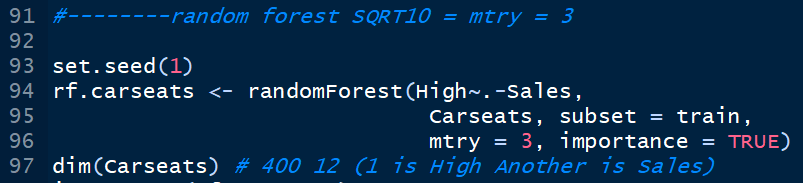 91 #--------random forest SQRT10 = mtry = 3
92
93 set.seed(1)
94 rf.carseats <- randomForest(High~.-Sales,
95 Carseats, subset = train,
96 mtry = 3, importance = TRUE)
97 dim(Carseats) # 400 12 (1 is High Another is Sales)